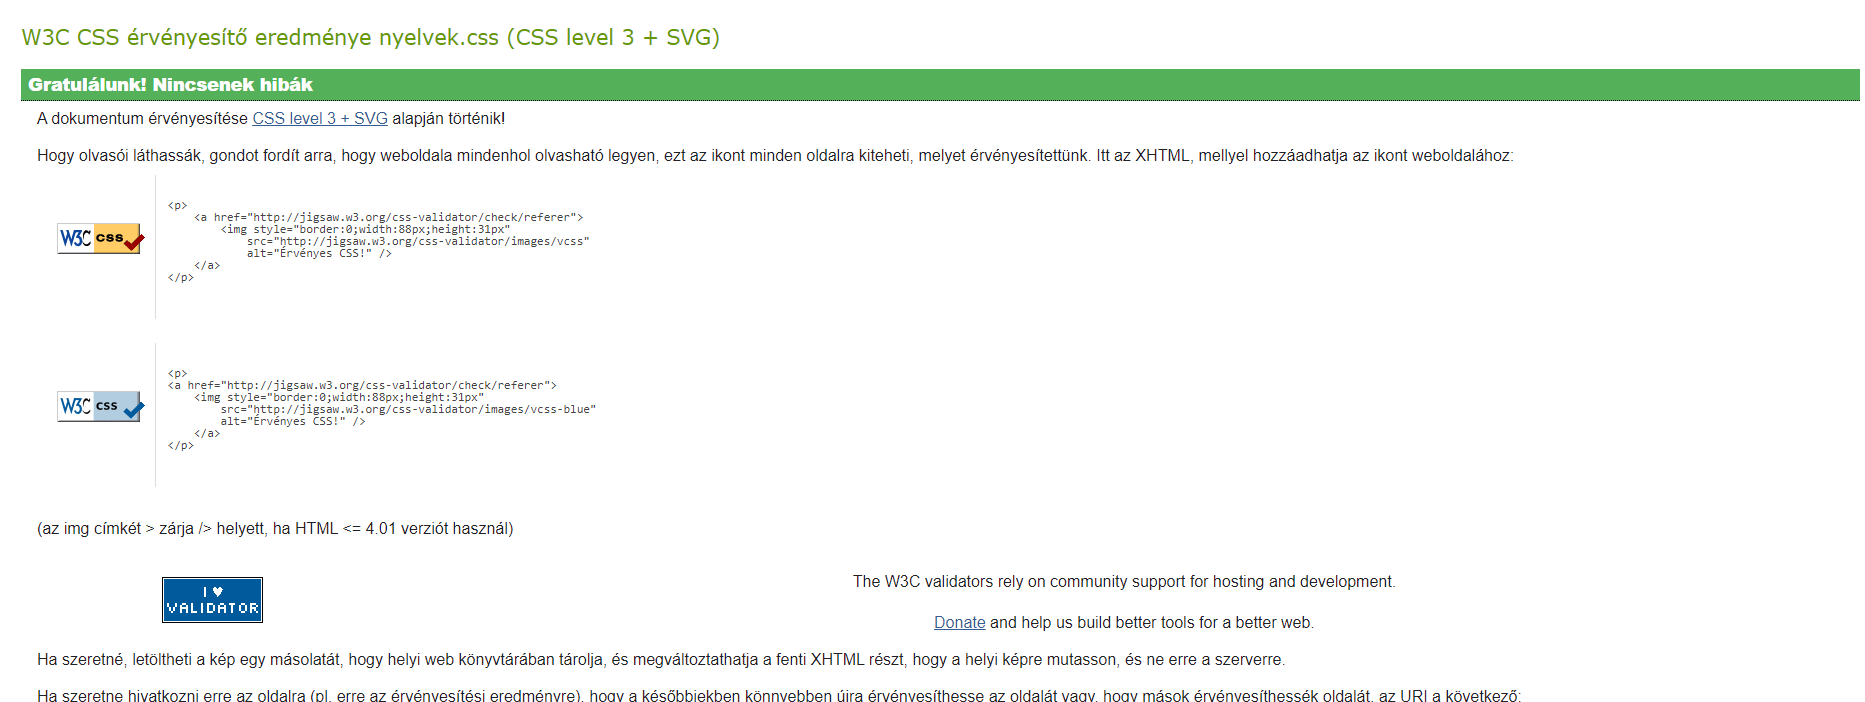 W3C CSS érvényesítő eredménye nyelvek.css (CSS level 3 + SVG)
Gratulálunk! Nincsenek hibák
A dokumentum érvényesítése CSS level 3 + SVG alapján történik!
Hogy olvasói láthassák, gondot fordít arra, hogy weboldala mindenhol olvasható legyen, ezt az ikont minden oldalra kiteheti, melyet érvényesítettünk. Itt az XHTML, mellyel hozzáadhatja az ikont weboldalához:
W3C css
<p>
<a href="http://jigsaw.w3.org/css-validator/check/referer">
<img style="border:0;width:88px;height:31px"
src="http://jigsaw.w3.org/css-validator/images/vcss"
alt="Érvényes CSS!" />
</a>
</p>
W3C css
<p>
<a href="http://jigsaw.w3.org/css-validator/check/referer">
<img style="border:0;width:88px;height:31px"
src="http://jigsaw.w3.org/css-validator/images/vcss-blue"
alt="Érvényes CSS!" />
</a>
</p>
(az img címkét > zárja /> helyett, ha HTML <= 4.01 verziót használ)
I ♥
VALIDATOR
The W3C validators rely on community support for hosting and development.
Donate and help us build better tools for a better web.
Ha szeretné, letöltheti a kép egy másolatát, hogy helyi web könyvtárában tárolja, és megváltoztathatja a fenti XHTML részt, hogy a helyi képre mutasson, és ne erre a szerverre.
Ha szeretne hivatkozni erre az oldalra (pl. erre az érvényesítési eredményre), hogy a későbbiekben könnyebben újra érvényesíthesse az oldalát vagy, hogy mások érvényesíthessék oldalát, az URI a következő: